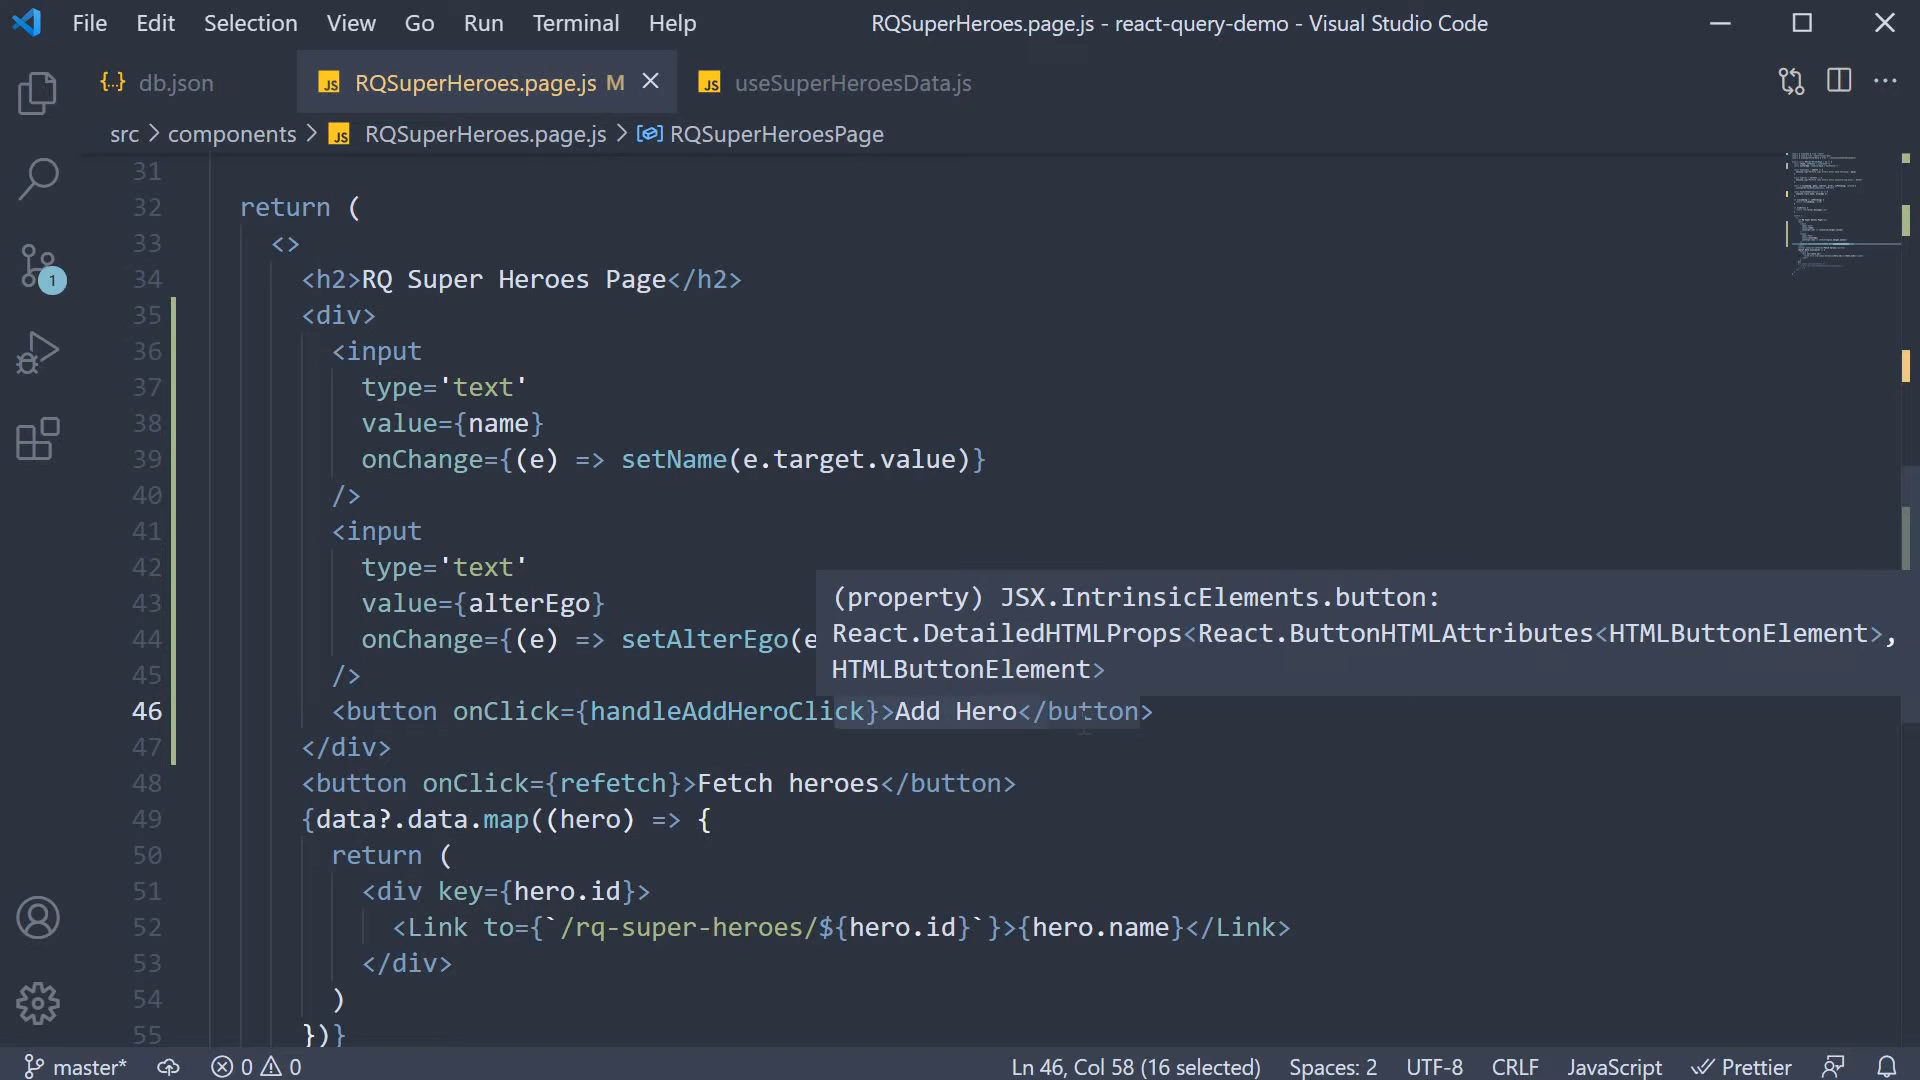 File Edit Selection View Go Run Terminal Help RQSuperHeroes.page.js - react-query-demo - Visual Studio Code
{..} db.json JS RQSuperHeroes.page.js M JS useSuperHeroesData.js
src > components > JS RQSuperHeroes.page.js > RQSuperHeroesPage
31
32 return (
33 <>
34 <h2>RQ Super Heroes Page</h2>
35 <div>
36 <input
37 type='text'
38 value={name}
39 onChange={(e) => setName(e.target.value)}
40 />
41 <input
42 type='text'
43 value={alterEgo}
44 onChange={(e) => setAlterEgo(e
45 />
46 <button onClick={handleAddHeroClick}>Add Hero</button>
47 </div>
48 <button onClick={refetch}>Fetch heroes</button>
49 {data?.data.map((hero) => {
50 return (
51 <div key={hero.id}>
52 <Link to={`/rq-super-heroes/${hero.id}`}>{hero.name}</Link>
53 </div>
54 )
55 })}
(property) JSX.IntrinsicElements.button:
React.DetailedHTMLProps<React.ButtonHTMLAttributes<HTMLButtonElement>,
HTMLButtonElement>
1
master* 0 0 Ln 46, Col 58 (16 selected) Spaces: 2 UTF-8 CRLF JavaScript Prettier